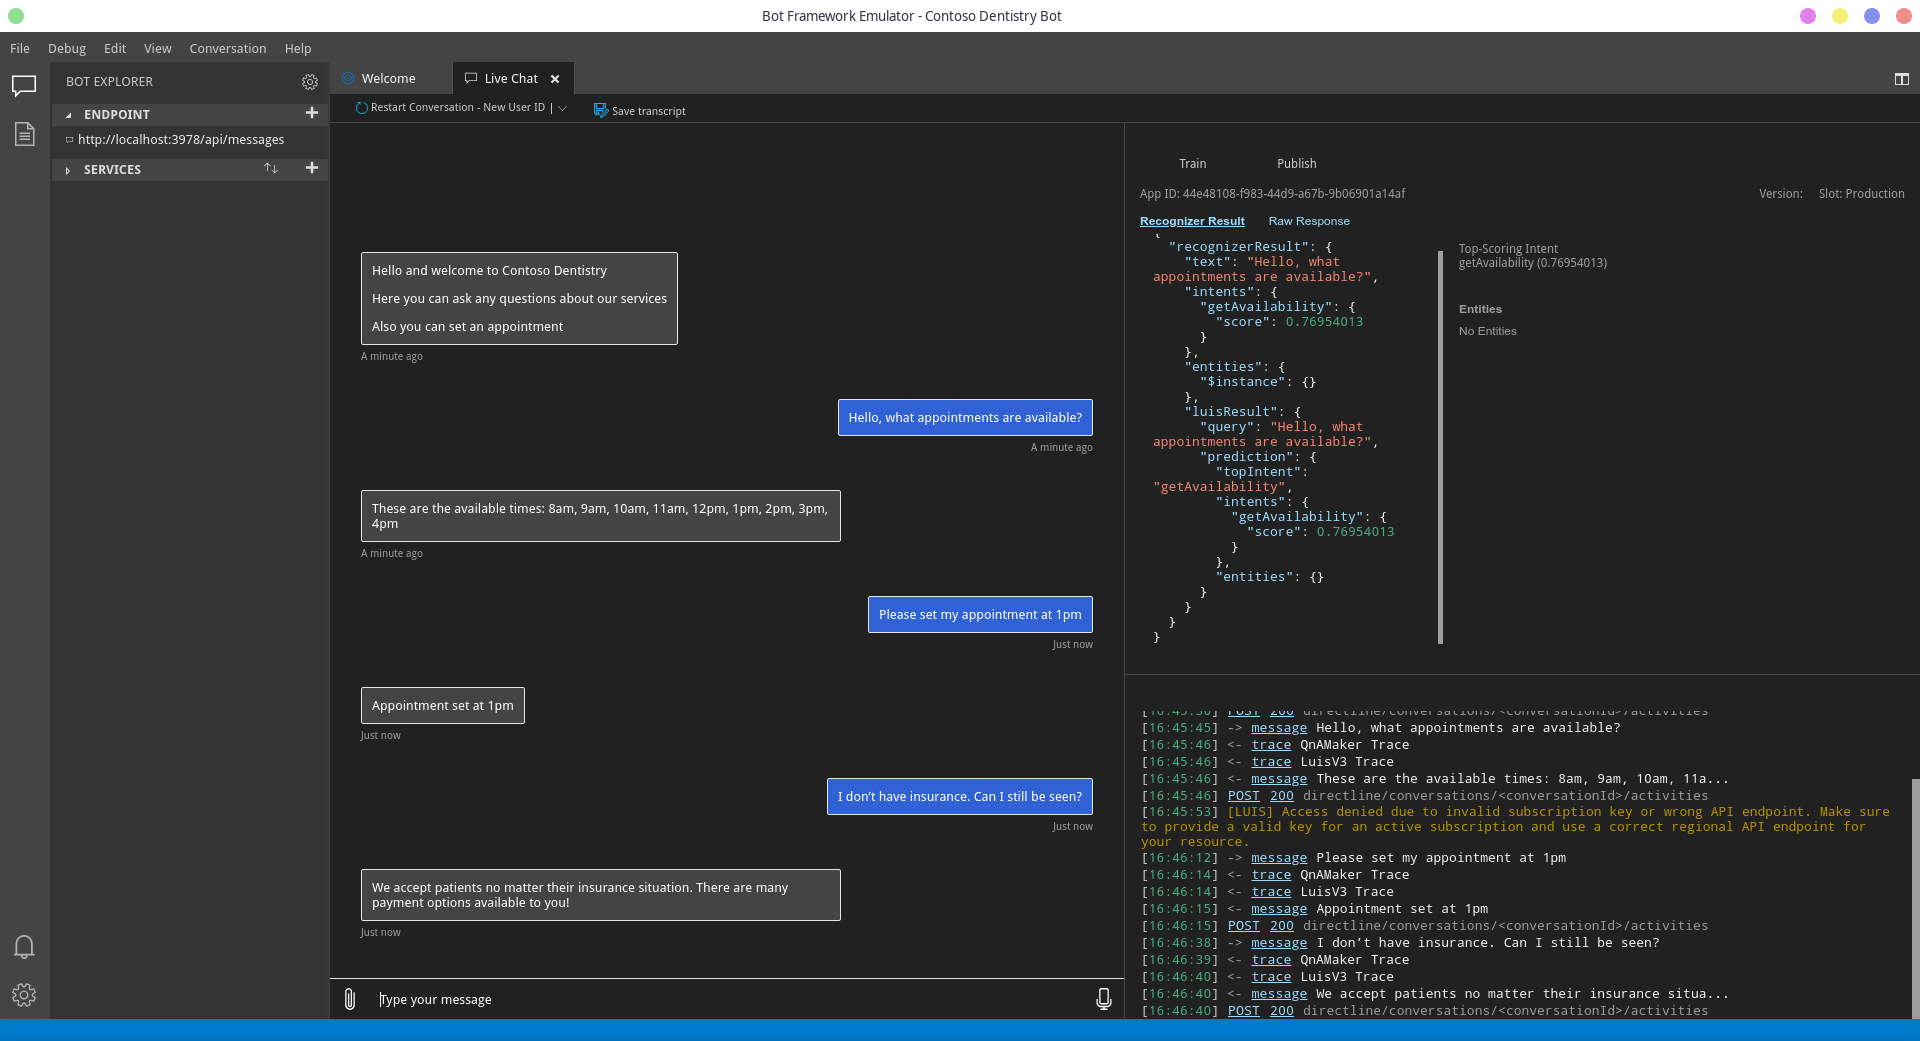 Bot Framework Emulator - Contoso Dentistry Bot
File Debug Edit View Conversation Help
BOT EXPLORER
ENDPOINT
http://localhost:3978/api/messages
SERVICES
Welcome
Live Chat
Restart Conversation - New User ID |
Save transcript
Hello and welcome to Contoso Dentistry
Here you can ask any questions about our services
Also you can set an appointment
A minute ago
Hello, what appointments are available?
A minute ago
These are the available times: 8am, 9am, 10am, 11am, 12pm, 1pm, 2pm, 3pm,
4pm
A minute ago
Please set my appointment at 1pm
Just now
Appointment set at 1pm
Just now
I don't have insurance. Can I still be seen?
Just now
We accept patients no matter their insurance situation. There are many
payment options available to you!
Just now
Type your message
Train Publish
App ID: 44e48108-f983-44d9-a67b-9b06901a14af
Version: Slot: Production
Recognizer Result Raw Response
{
"recognizerResult": {
"text": "Hello, what
appointments are available?",
"intents": {
"getAvailability": {
"score": 0.76954013
}
},
"entities": {
"$instance": {}
},
"luisResult": {
"query": "Hello, what
appointments are available?",
"prediction": {
"topIntent":
"getAvailability",
"intents": {
"getAvailability": {
"score": 0.76954013
}
},
"entities": {}
}
}
}
}
Top-Scoring Intent
getAvailability (0.76954013)
Entities
No Entities
POST 200 directline/conversations/<conversationId>/activities
[16:45:45] -> message Hello, what appointments are available?
[16:45:46] <- trace QnAMaker Trace
[16:45:46] <- trace LuisV3 Trace
[16:45:46] <- message These are the available times: 8am, 9am, 10am, 11a...
[16:45:46] POST 200 directline/conversations/<conversationId>/activities
[16:45:53] [LUIS] Access denied due to invalid subscription key or wrong API endpoint. Make sure
to provide a valid key for an active subscription and use a correct regional API endpoint for
your resource.
[16:46:12] -> message Please set my appointment at 1pm
[16:46:14] <- trace QnAMaker Trace
[16:46:14] <- trace LuisV3 Trace
[16:46:15] <- message Appointment set at 1pm
[16:46:15] POST 200 directline/conversations/<conversationId>/activities
[16:46:38] -> message I don't have insurance. Can I still be seen?
[16:46:39] <- trace QnAMaker Trace
[16:46:40] <- trace LuisV3 Trace
[16:46:40] <- message We accept patients no matter their insurance situa...
[16:46:40] POST 200 directline/conversations/<conversationId>/activities